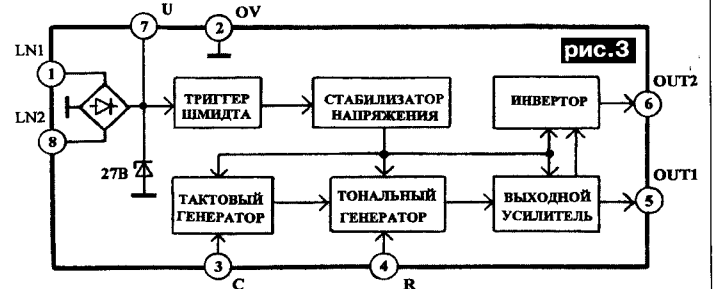 U
OV
7
2
рис.3
LN1
OUT2
1
ТРИГГЕР
ШМИДТА
СТАБИЛИЗАТОР
НАПРЯЖЕНИЯ
ИНВЕРТОР
6
LN2
8
OUT1
27В
ТАКТОВЫЙ
ГЕНЕРАТОР
ТОНАЛЬНЫЙ
ГЕНЕРАТОР
ВЫХОДНОЙ
УСИЛИТЕЛЬ
5
3
4
C
R